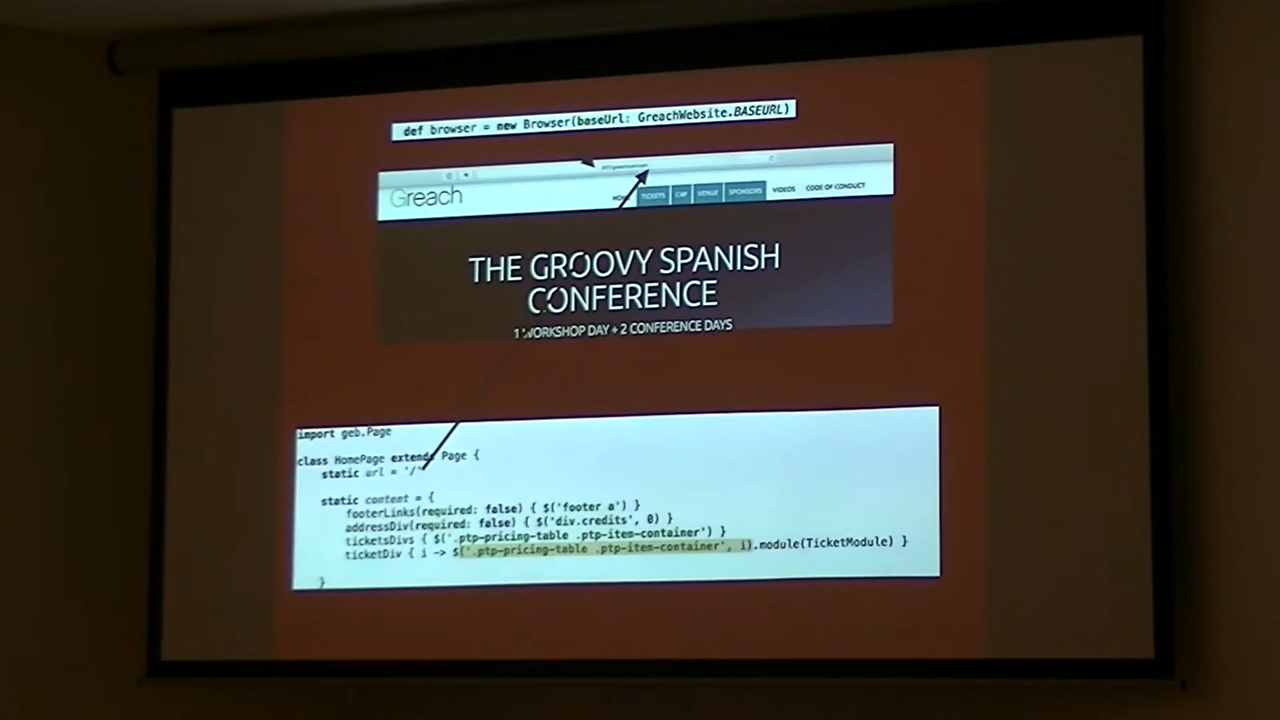 def browser = new Browser(baseUrl: GreachWebsite.BASEURL)
Greach
HOME TICKETS CAP VENUE SPONSORS VIDEOS CODE OF CONDUCT
THE GROOVY SPANISH
CONFERENCE
1 WORKSHOP DAY + 2 CONFERENCE DAYS
import geb.Page
class HomePage extends Page {
static url = '/'
static content = {
footerLinks(required: false) { $('footer a') }
addressDiv(required: false) { $('div.credits', 0) }
ticketsDivs { $('.ptp-pricing-table .ptp-item-container') }
ticketDiv { i -> $('.ptp-pricing-table .ptp-item-container', i).module(TicketModule) }
}